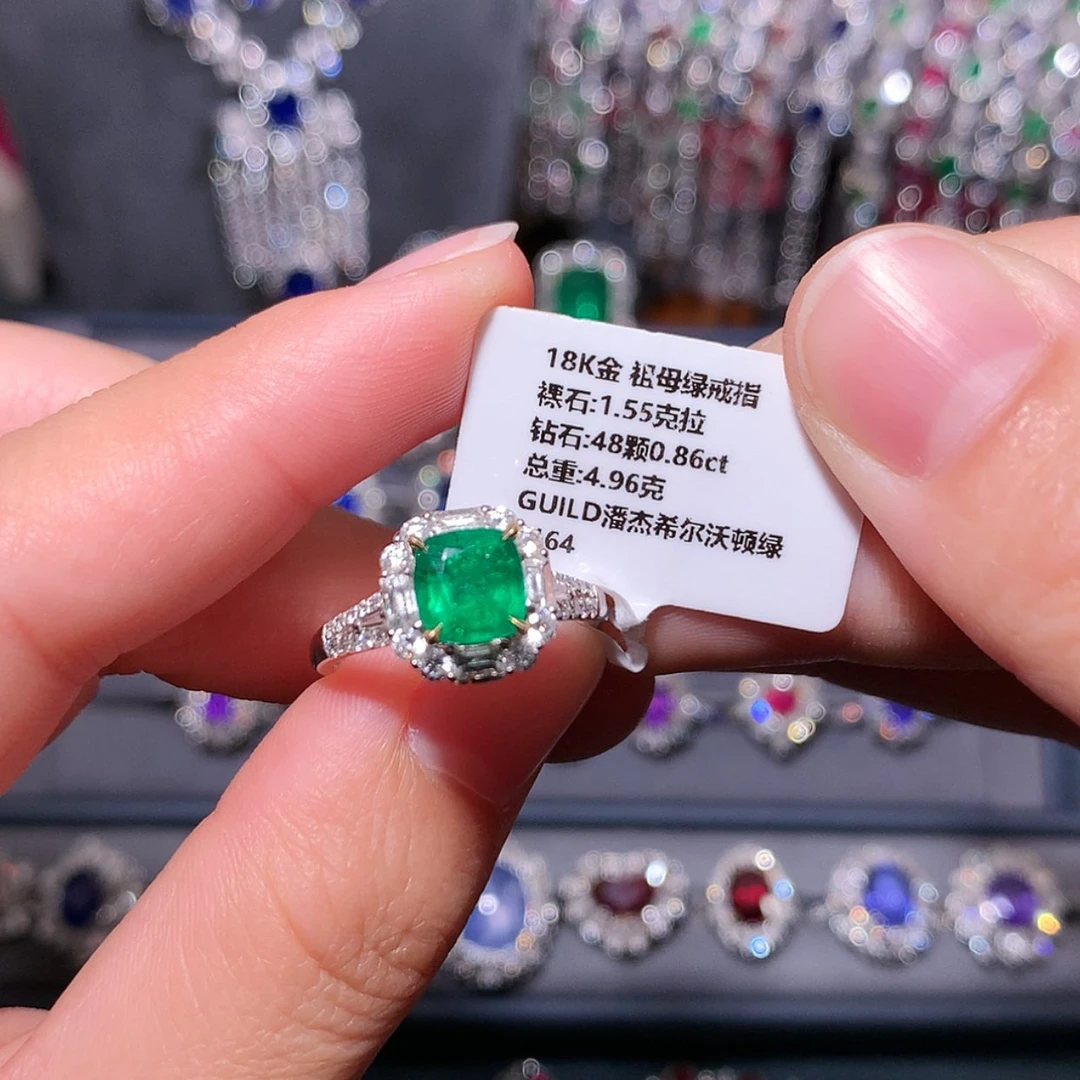 18K金 祖母绿戒指
裸石:1.55克拉
钻石:48颗0.86ct
总重:4.96克
GUILD潘杰希尔沃顿绿
164